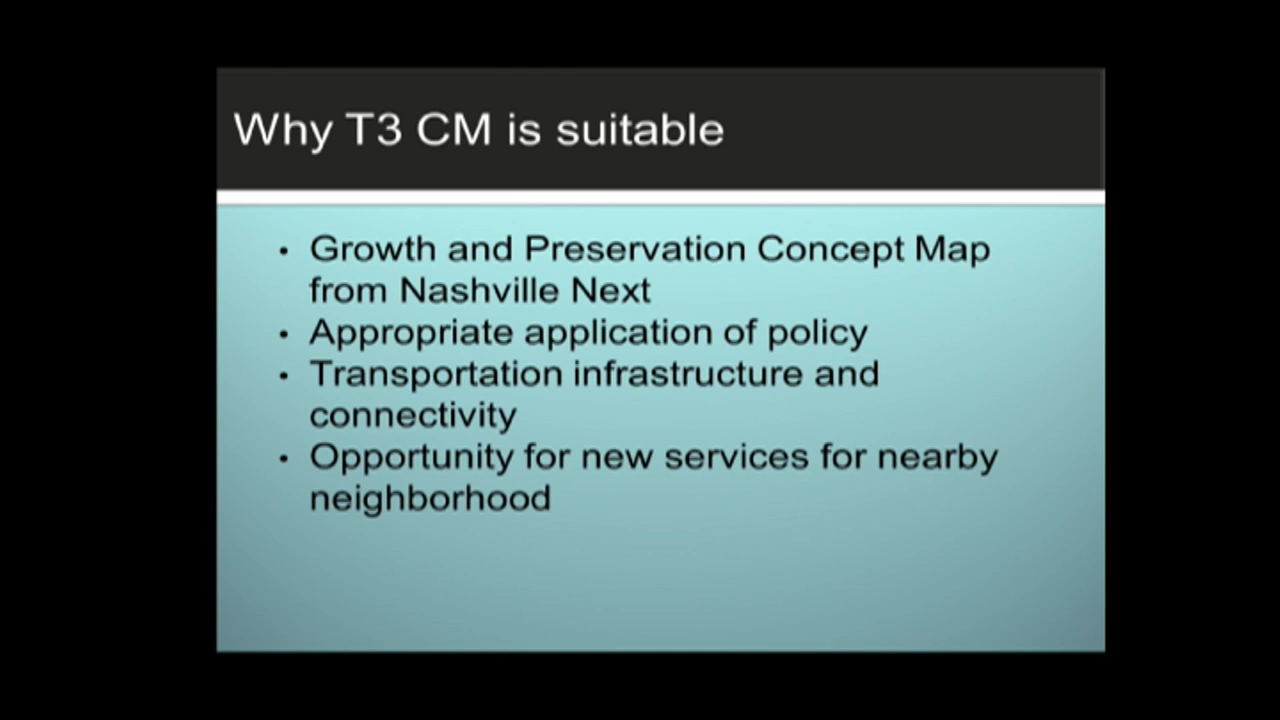 Why T3 CM is suitable
• Growth and Preservation Concept Map
from Nashville Next
• Appropriate application of policy
• Transportation infrastructure and
connectivity
• Opportunity for new services for nearby
neighborhood